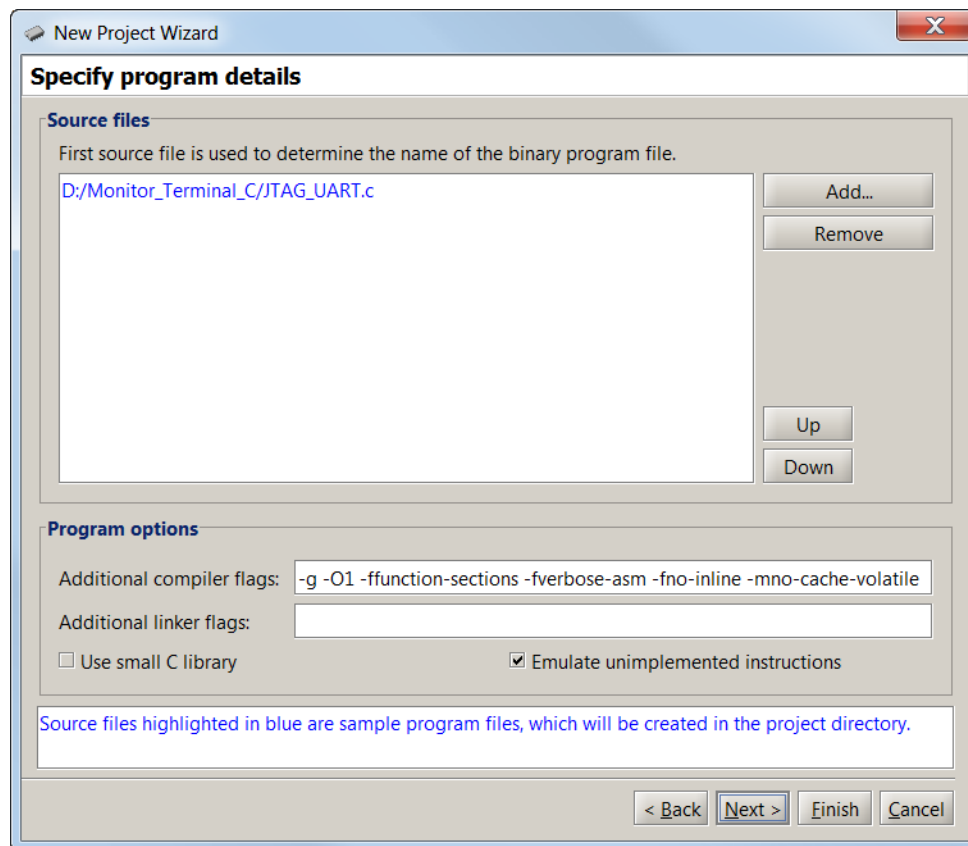 New Project Wizard
Specify program details
Source files
First source file is used to determine the name of the binary program file.
D:/Monitor_Terminal_C/JTAG_UART.c
Add...
Remove
Up
Down
Program options
Additional compiler flags: -g -O1 -ffunction-sections -fverbose-asm -fno-inline -mno-cache-volatile
Additional linker flags:
Use small C library Emulate unimplemented instructions
Source files highlighted in blue are sample program files, which will be created in the project directory.
< Back Next > Finish Cancel